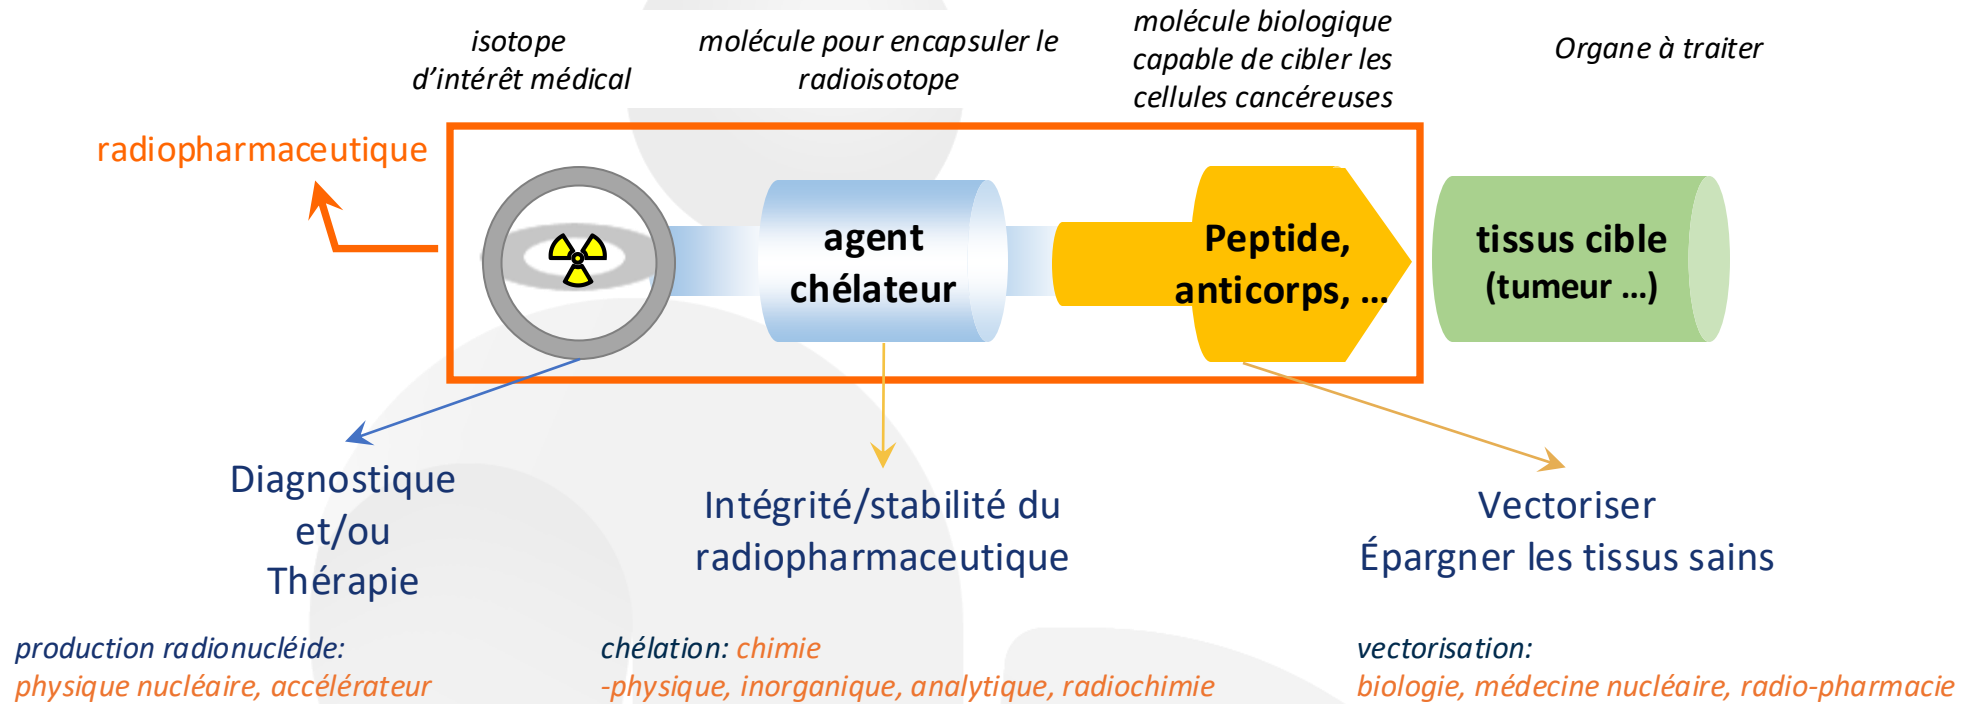 isotope
d'intérêt médical
molécule pour encapsuler le
radioisotope
molécule biologique
capable de cibler les
cellules cancéreuses
Organe à traiter
radiopharmaceutique
agent
chélateur
Peptide,
anticorps, ...
tissus cible
(tumeur ...)
Diagnostique
et/ou
Thérapie
Intégrité/stabilité du
radiopharmaceutique
Vectoriser
Épargner les tissus sains
production radionucléide:
physique nucléaire, accélérateur
chélation: chimie
-physique, inorganique, analytique, radiochimie
vectorisation:
biologie, médecine nucléaire, radio-pharmacie